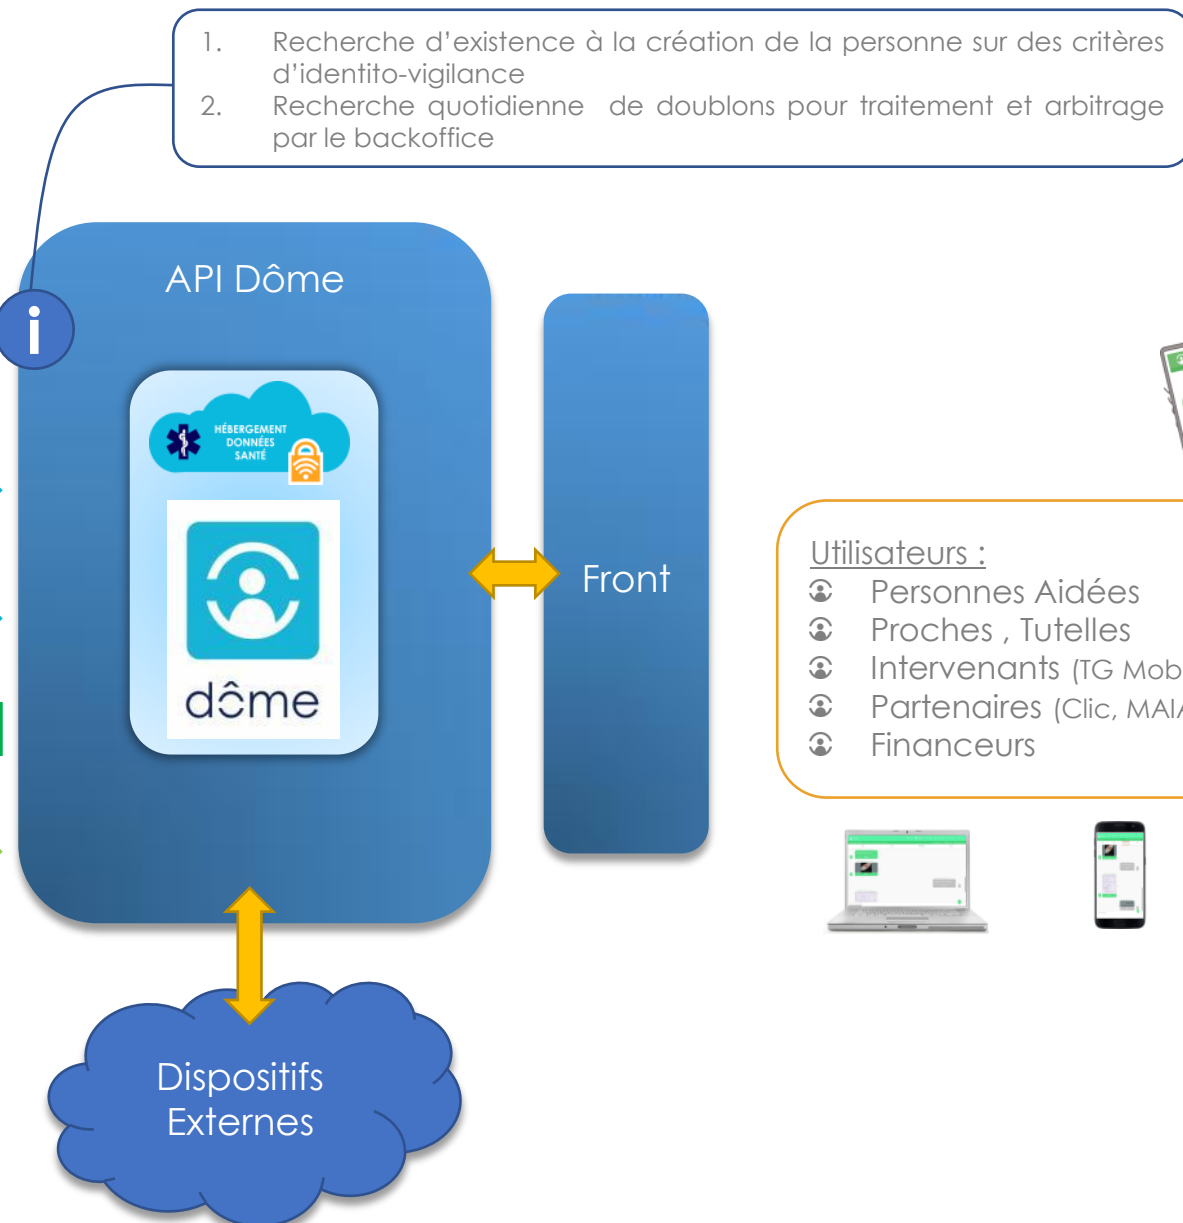 1. Recherche d’existence à la création de la personne sur des critères
d’identito-vigilance
2. Recherche quotidienne de doublons pour traitement et arbitrage
par le backoffice
API Dôme
i
HÉBERGEMENT
DONNÉES
SANTÉ
dôme
Front
Utilisateurs :
Personnes Aidées
Proches , Tutelles
Intervenants (TG Mob
Partenaires (Clic, MAIA
Financeurs
Dispositifs
Externes